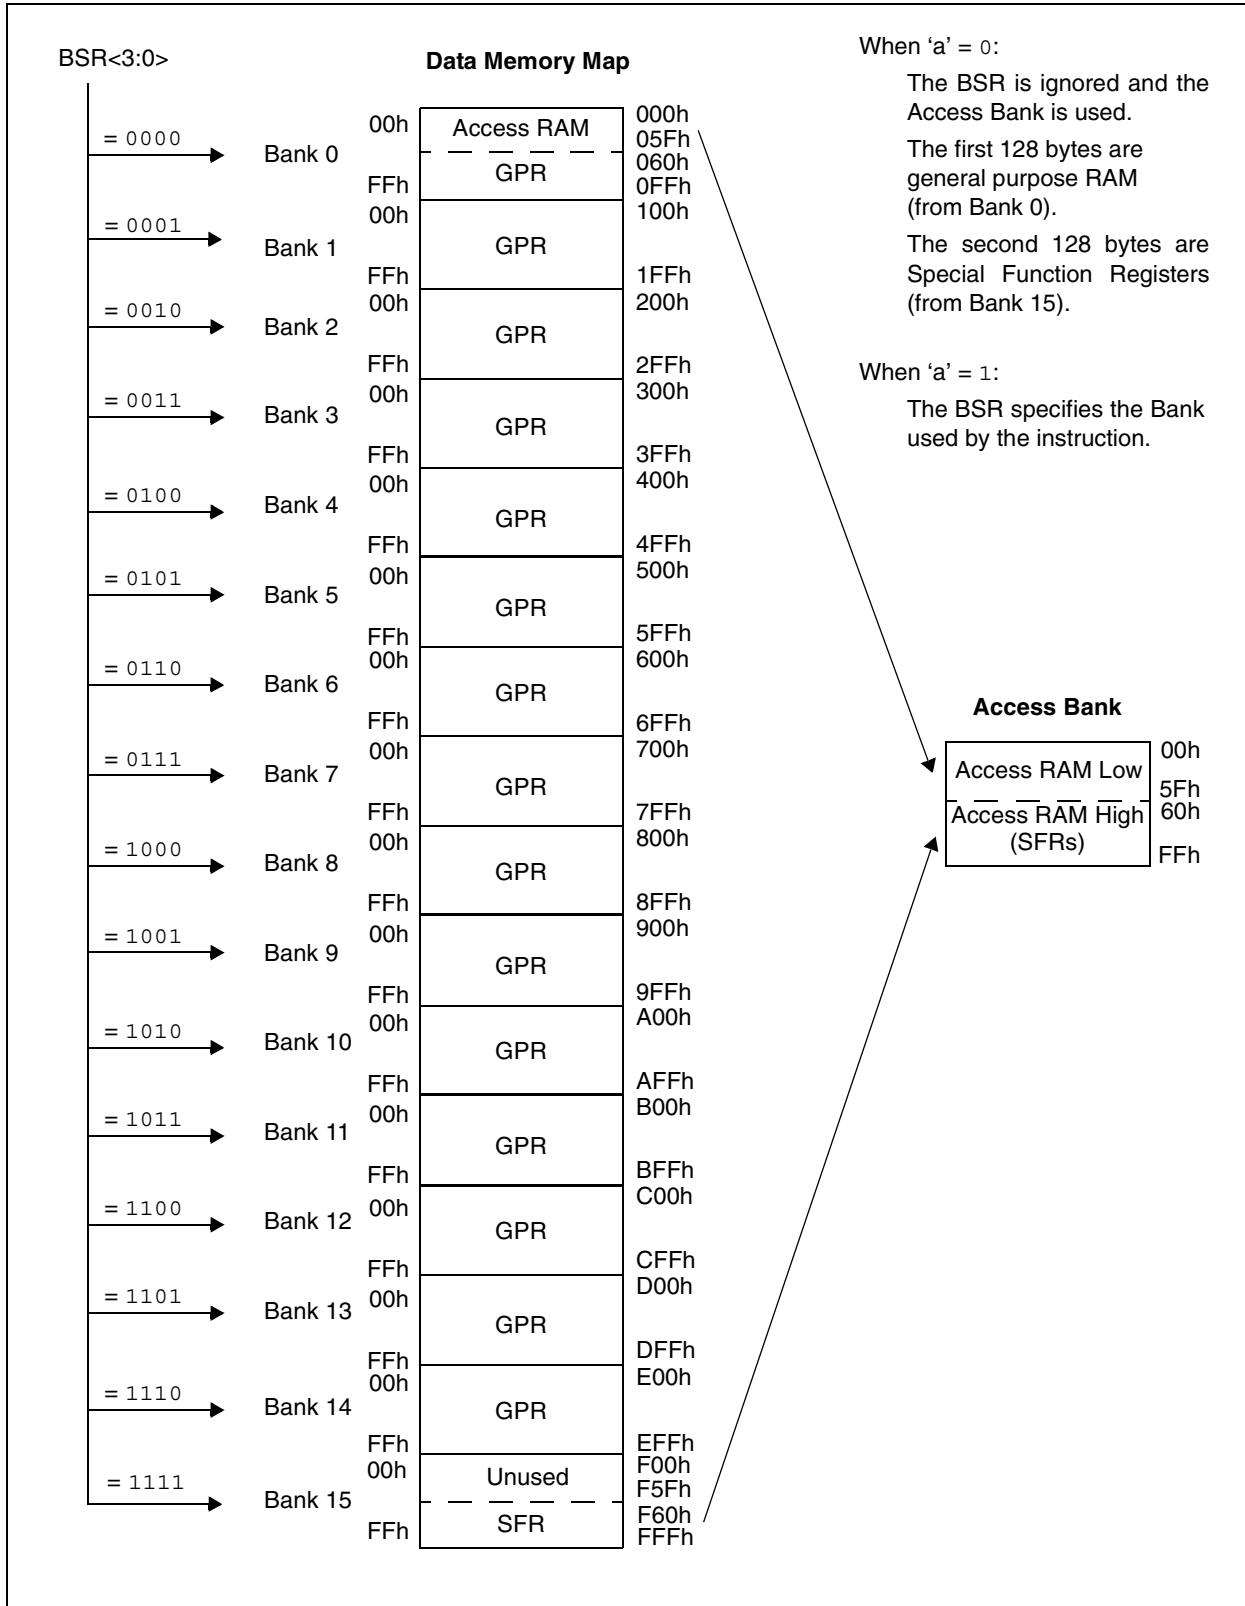 BSR<3:0>
Data Memory Map
When ‘a’ = 0:
The BSR is ignored and the
Access Bank is used.
The first 128 bytes are
general purpose RAM
(from Bank 0).
The second 128 bytes are
Special Function Registers
(from Bank 15).
When ‘a’ = 1:
The BSR specifies the Bank
used by the instruction.
= 0000
Bank 0
00h
FFh
Access RAM
GPR
000h
05Fh
060h
0FFh
= 0001
Bank 1
00h
FFh
GPR
100h
1FFh
= 0010
Bank 2
00h
FFh
GPR
200h
2FFh
= 0011
Bank 3
00h
FFh
GPR
300h
3FFh
= 0100
Bank 4
00h
FFh
GPR
400h
4FFh
= 0101
Bank 5
00h
FFh
GPR
500h
5FFh
= 0110
Bank 6
00h
FFh
GPR
600h
6FFh
= 0111
Bank 7
00h
FFh
GPR
700h
7FFh
= 1000
Bank 8
00h
FFh
GPR
800h
8FFh
= 1001
Bank 9
00h
FFh
GPR
900h
9FFh
= 1010
Bank 10
00h
FFh
GPR
A00h
AFFh
= 1011
Bank 11
00h
FFh
GPR
B00h
BFFh
= 1100
Bank 12
00h
FFh
GPR
C00h
CFFh
= 1101
Bank 13
00h
FFh
GPR
D00h
DFFh
= 1110
Bank 14
00h
FFh
GPR
E00h
EFFh
= 1111
Bank 15
00h
FFh
Unused
SFR
F00h
F5Fh
F60h
FFFh
Access Bank
Access RAM Low
00h
5Fh
Access RAM High
(SFRs)
60h
FFh